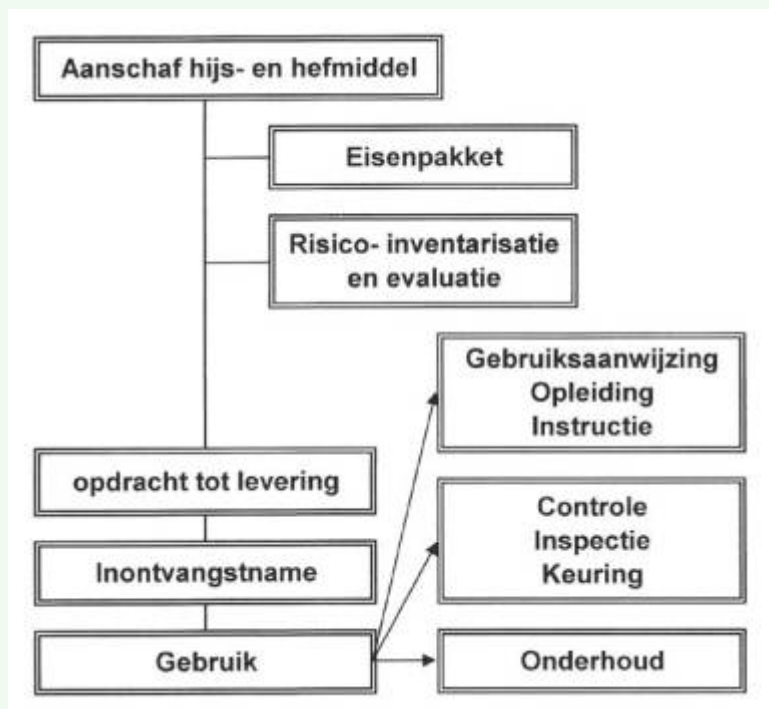 Aanschaf hijs- en hefmiddel
Eisenpakket
Risico- inventarisatie
en evaluatie
Gebruiksaanwijzing
Opleiding
Instructie
opdracht tot levering
Controle
Inspectie
Keuring
Inontvangstname
Gebruik
Onderhoud